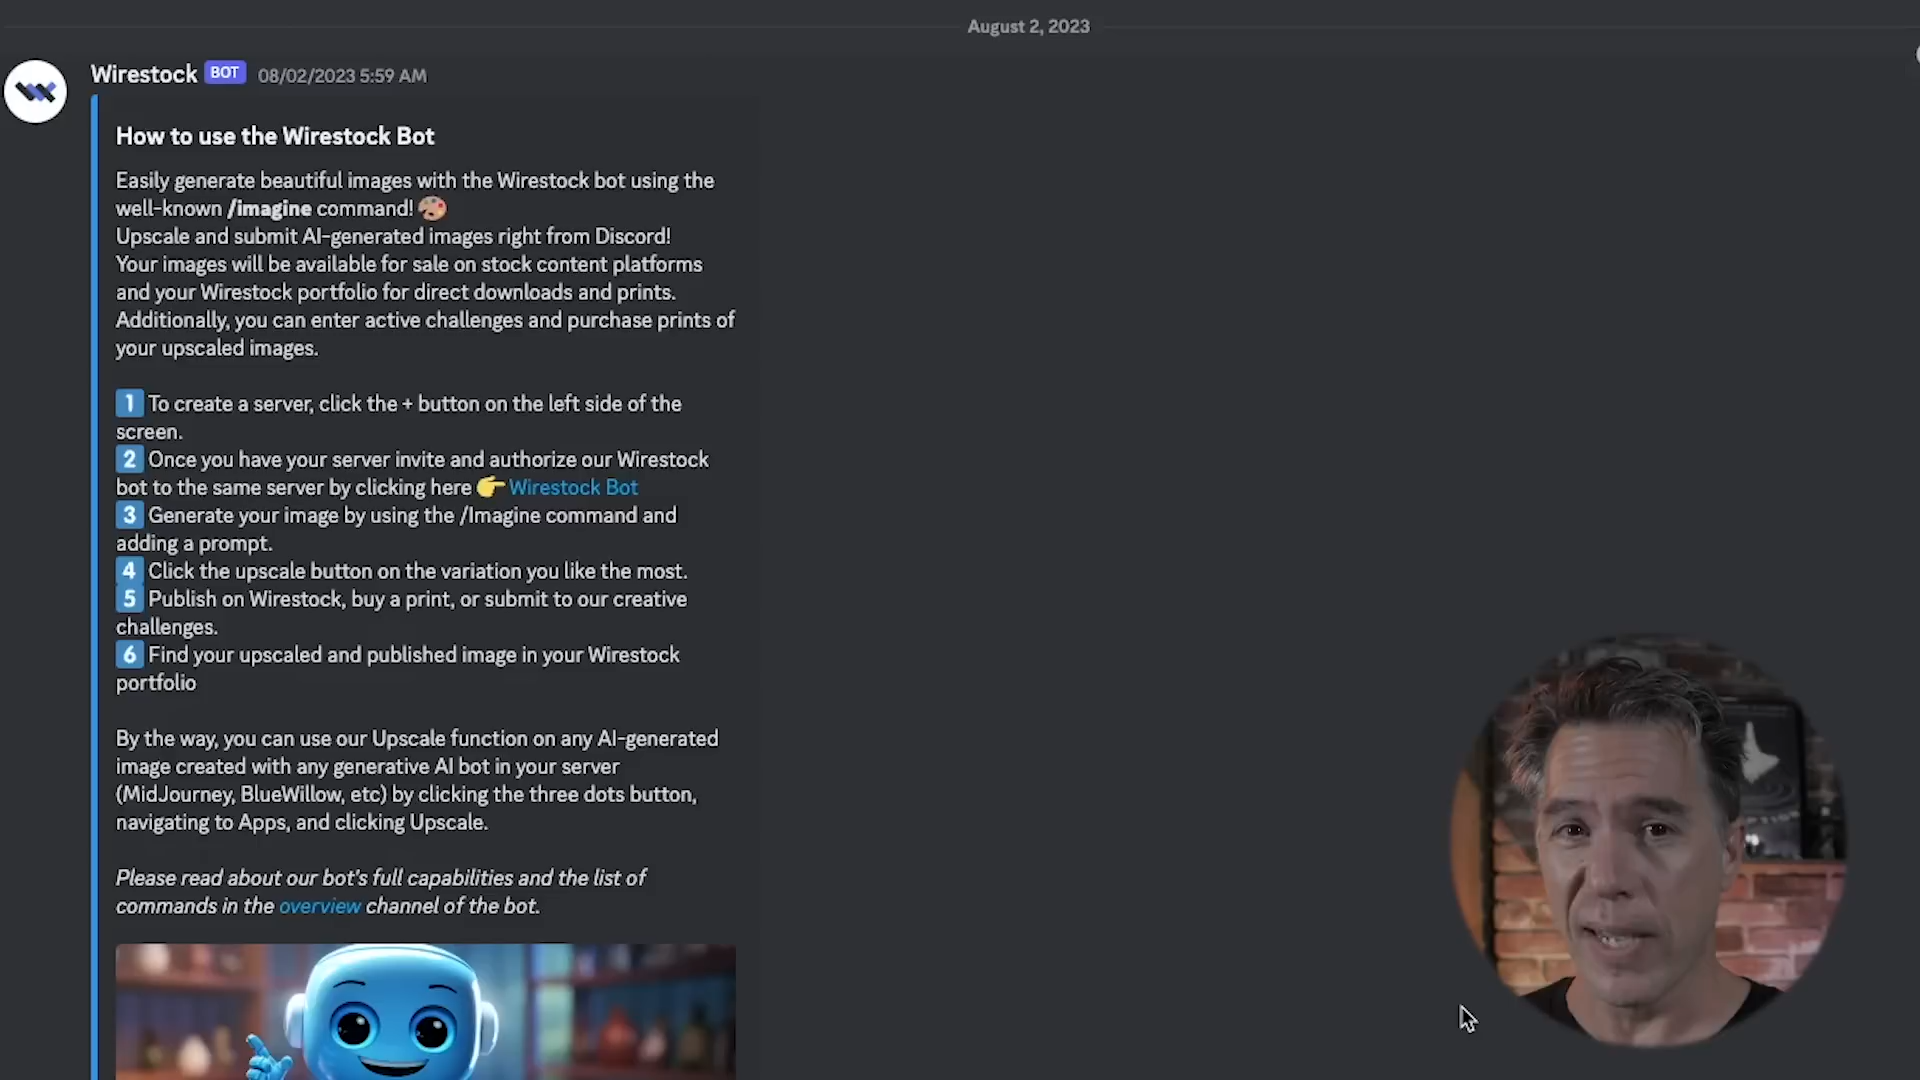 August 2, 2023
Wirestock BOT 08/02/2023 5:59 AM
How to use the Wirestock Bot
Easily generate beautiful images with the Wirestock bot using the
well-known /imagine command! 🎨
Upscale and submit AI-generated images right from Discord!
Your images will be available for sale on stock content platforms
and your Wirestock portfolio for direct downloads and prints.
Additionally, you can enter active challenges and purchase prints of
your upscaled images.
1 To create a server, click the + button on the left side of the
screen.
2 Once you have your server invite and authorize our Wirestock
bot to the same server by clicking here 👉 Wirestock Bot
3 Generate your image by using the /Imagine command and
adding a prompt.
4 Click the upscale button on the variation you like the most.
5 Publish on Wirestock, buy a print, or submit to our creative
challenges.
6 Find your upscaled and published image in your Wirestock
portfolio
By the way, you can use our Upscale function on any AI-generated
image created with any generative AI bot in your server
(MidJourney, BlueWillow, etc) by clicking the three dots button,
navigating to Apps, and clicking Upscale.
Please read about our bot's full capabilities and the list of
commands in the overview channel of the bot.